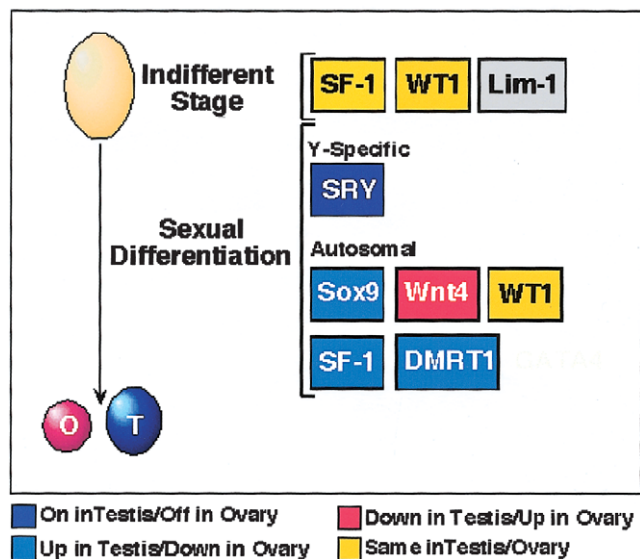 Indifferent Stage
SF-1 WT1 Lim-1
Y-Specific
SRY
Sexual Differentiation
Autosomal
Sox9 Wnt4 WT1
SF-1 DMRT1
O T
On inTestis/Off in Ovary
Down in Testis/Up in Ovary
Up in Testis/Down in Ovary
Same inTestis/Ovary